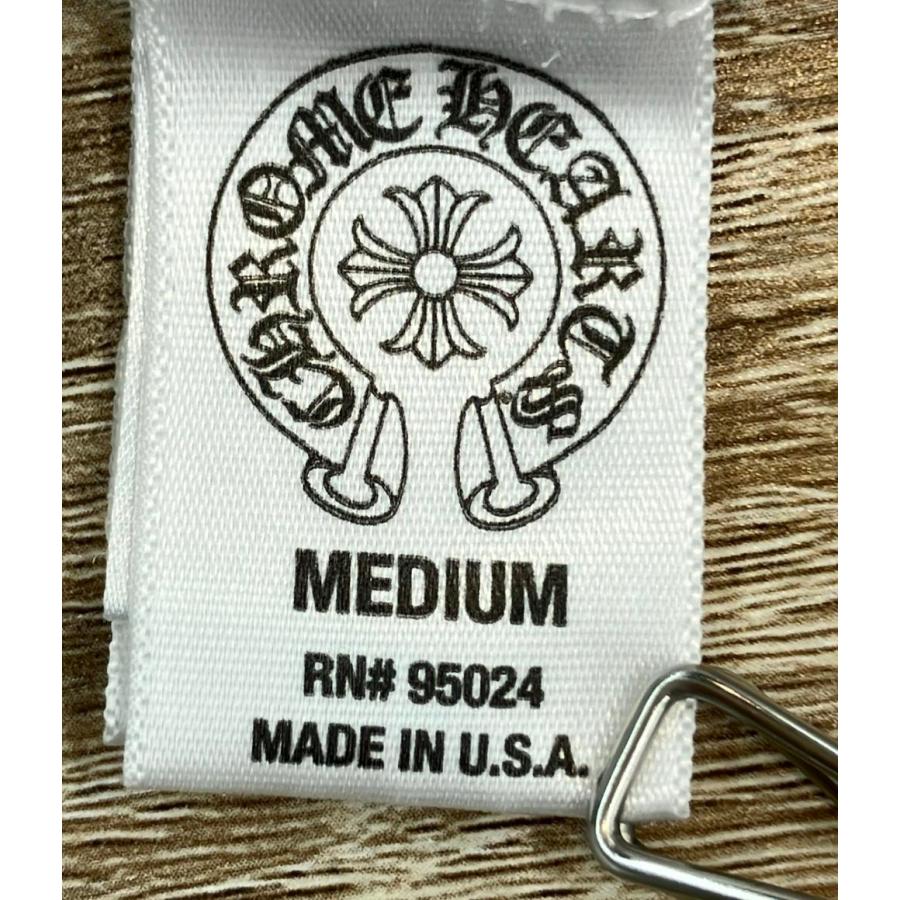 CHROME HEARTS
MEDIUM
RN# 95024
MADE IN U.S.A.